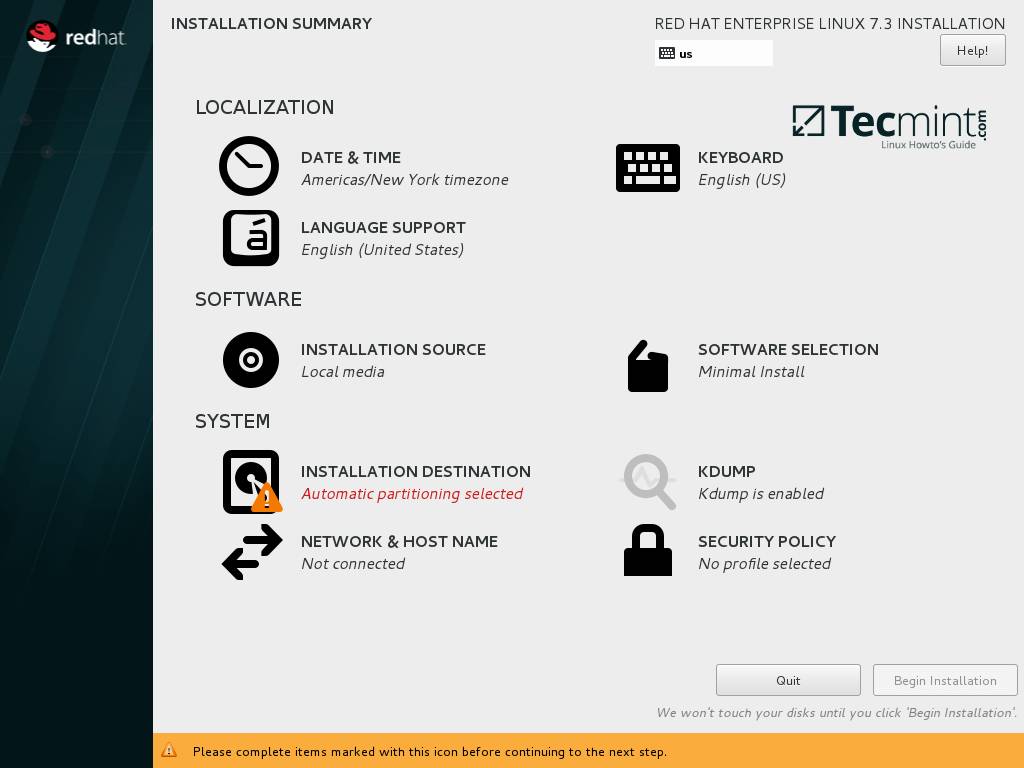 redhat.
INSTALLATION SUMMARY
RED HAT ENTERPRISE LINUX 7.3 INSTALLATION
us
Help!
LOCALIZATION
Tecmint.com
Linux Howto's Guide
DATE & TIME
Americas/New York timezone
KEYBOARD
English (US)
á
LANGUAGE SUPPORT
English (United States)
SOFTWARE
INSTALLATION SOURCE
Local media
SOFTWARE SELECTION
Minimal Install
SYSTEM
INSTALLATION DESTINATION
Automatic partitioning selected
KDUMP
Kdump is enabled
NETWORK & HOST NAME
Not connected
SECURITY POLICY
No profile selected
Quit
Begin Installation
We won't touch your disks until you click 'Begin Installation'.
Please complete items marked with this icon before continuing to the next step.